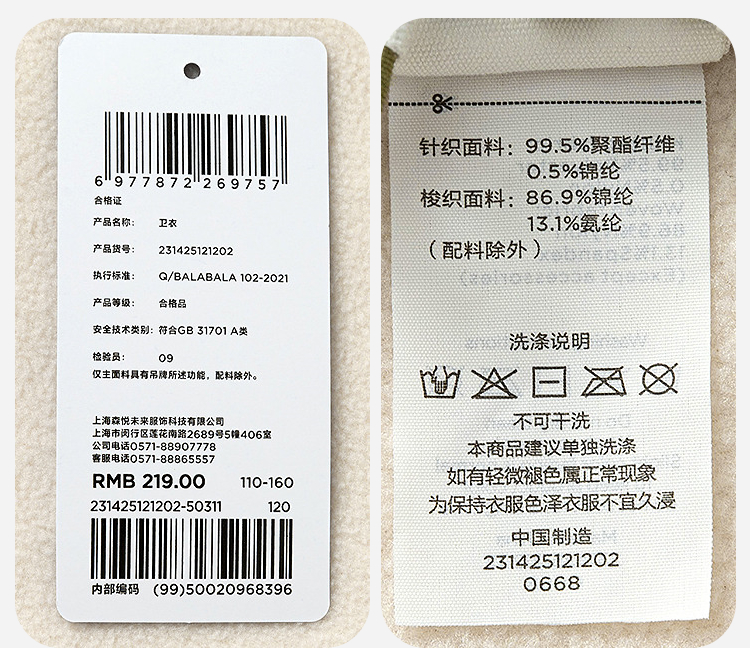 6 977872 269757
合格证
产品名称: 卫衣
产品货号: 231425121202
执行标准: Q/BALABALA 102-2021
产品等级: 合格品
安全技术类别: 符合GB 31701 A类
检验员: 09
仅主面料具有吊牌所述功能，配料除外。
上海森悦未来服饰科技有限公司
上海市闵行区莲花南路2689号5幢406室
公司电话0571-88907778
客服电话0571-88865557
RMB 219.00 110-160
231425121202-50311 120
内部编码 (99)50020968396
针织面料：99.5%聚酯纤维
0.5%锦纶
梭织面料：86.9%锦纶
13.1%氨纶
（配料除外）
洗涤说明
不可干洗
本商品建议单独洗涤
如有轻微褪色属正常现象
为保持衣服色泽衣服不宜久浸
中国制造
231425121202
0668